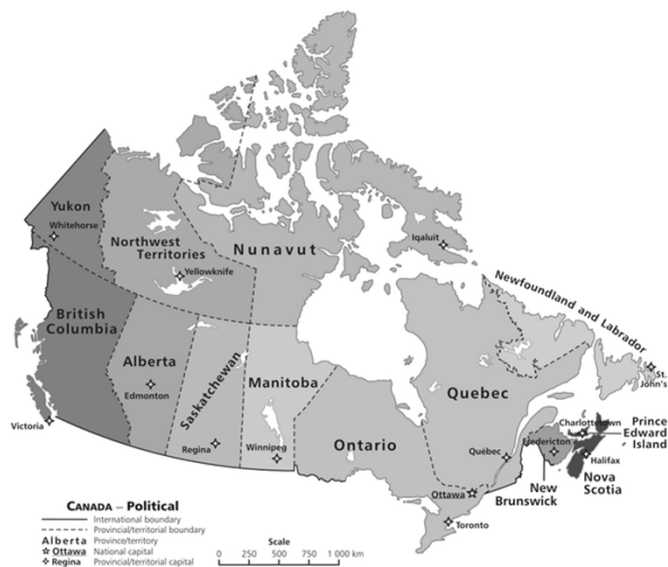 Yukon
Whitehorse
Northwest
Territories
Yellowknife
Nunavut
Iqaluit
British
Columbia
Victoria
Alberta
Edmonton
Saskatchewan
Regina
Manitoba
Winnipeg
Ontario
Ottawa
Toronto
Quebec
Québec
Newfoundland and Labrador
St.
John's
Charlottetown
Prince
Edward
Island
Fredericton
Halifax
Nova
Scotia
New
Brunswick
CANADA – Political
International boundary
Provincial/territorial boundary
Alberta Province/territory
Ottawa National capital
Regina Provincial/territorial capital
Scale
0 250 500 750 1 000 km